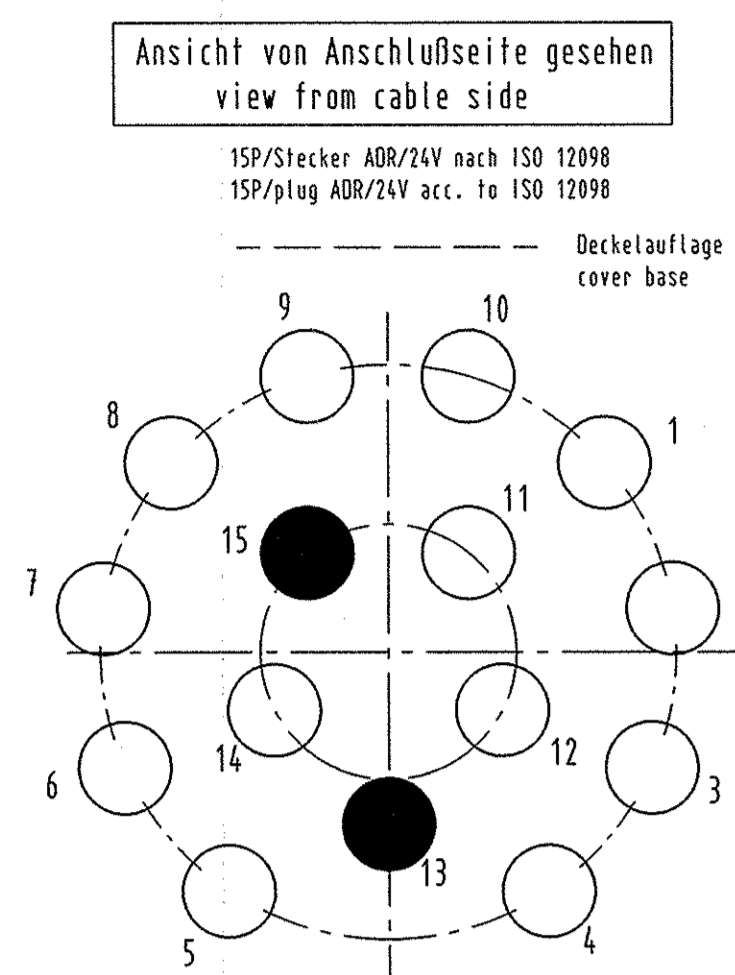 Ansicht von Anschlußseite gesehen
view from cable side
15P/Stecker ADR/24V nach ISO 12098
15P/plug ADR/24V acc. to ISO 12098
Deckelauflage
cover base
9
10
8
1
15
11
7
14
12
6
3
13
5
4